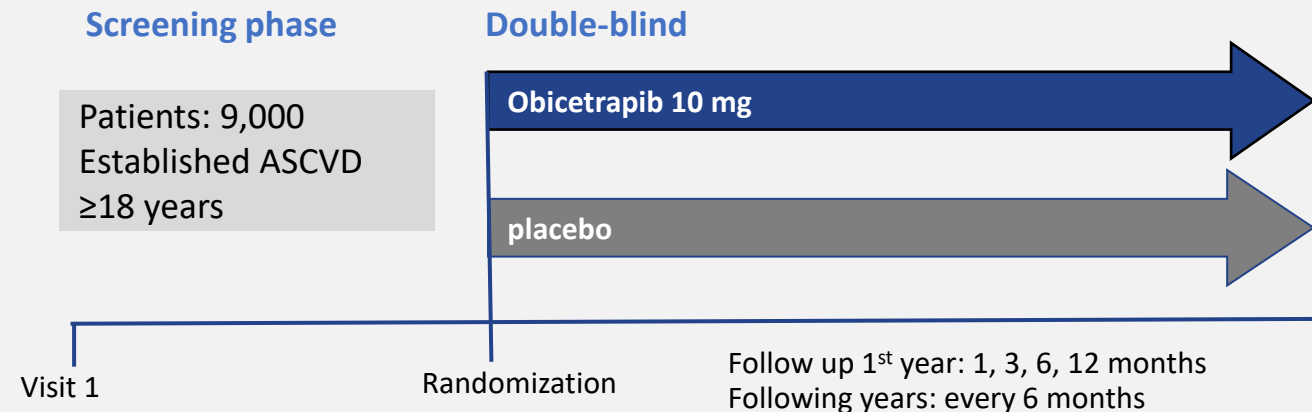 Screening phase
Double-blind
Obicetrapib 10 mg
Patients: 9,000
Established ASCVD
≥18 years
placebo
Visit 1
Randomization
Follow up 1st year: 1, 3, 6, 12 months
Following years: every 6 months